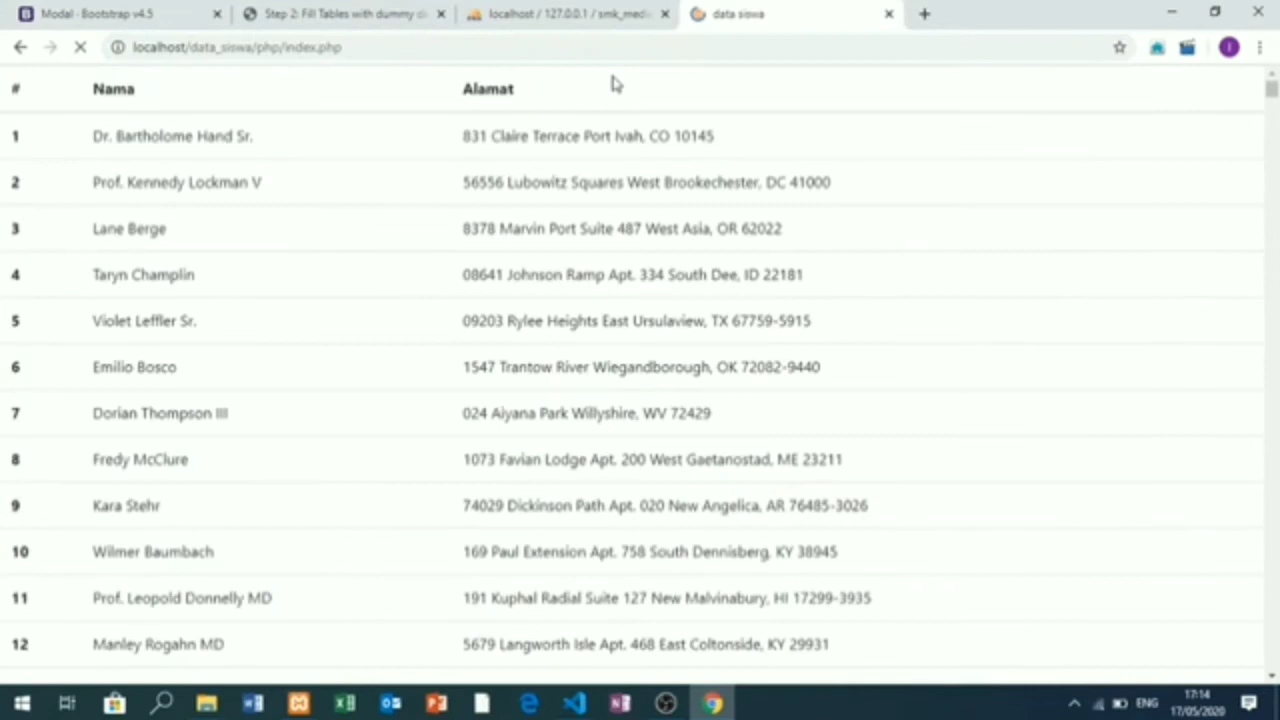 Modal · Bootstrap v4.5
Step 2: Fill Tables with dummy d
localhost / 127.0.0.1 / smk_medi
data siswa
localhost/data_siswa/php/index.php
# Nama Alamat
1 Dr. Bartholome Hand Sr. 831 Claire Terrace Port Ivah, CO 10145
2 Prof. Kennedy Lockman V 56556 Lubowitz Squares West Brookechester, DC 41000
3 Lane Berge 8378 Marvin Port Suite 487 West Asia, OR 62022
4 Taryn Champlin 08641 Johnson Ramp Apt. 334 South Dee, ID 22181
5 Violet Leffler Sr. 09203 Rylee Heights East Ursulaview, TX 67759-5915
6 Emilio Bosco 1547 Trantow River Wiegandborough, OK 72082-9440
7 Dorian Thompson III 024 Aiyana Park Willyshire, WV 72429
8 Fredy McClure 1073 Favian Lodge Apt. 200 West Gaetanostad, ME 23211
9 Kara Stehr 74029 Dickinson Path Apt. 020 New Angelica, AR 76485-3026
10 Wilmer Baumbach 169 Paul Extension Apt. 758 South Dennisberg, KY 38945
11 Prof. Leopold Donnelly MD 191 Kuphal Radial Suite 127 New Malvinabury, HI 17299-3935
12 Manley Rogahn MD 5679 Langworth Isle Apt. 468 East Coltonside, KY 29931
ENG
17:14
17/05/2020